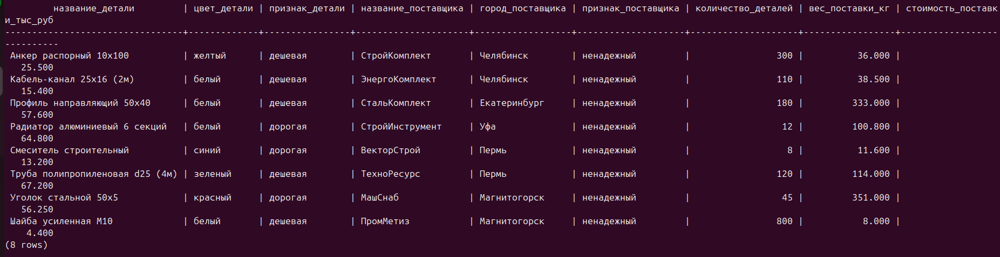 название_детали | цвет_детали | признак_детали | название_поставщика | город_поставщика | признак_поставщика | количество_деталей | вес_поставки_кг | стоимость_поставк
и_тыс_руб
---------------------------------+-------------+----------------+---------------------+------------------+--------------------+--------------------+-----------------+------------------
----------
Анкер распорный 10x100 | желтый | дешевая | СтройКомплект | Челябинск | ненадежный | 300 | 36.000 |
25.500
Кабель-канал 25x16 (2м) | белый | дешевая | ЭнергоКомплект | Челябинск | ненадежный | 110 | 38.500 |
15.400
Профиль направляющий 50x40 | белый | дешевая | СтальКомплект | Екатеринбург | ненадежный | 180 | 333.000 |
57.600
Радиатор алюминиевый 6 секций | белый | дорогая | СтройИнструмент | Уфа | ненадежный | 12 | 100.800 |
64.800
Смеситель строительный | синий | дорогая | ВекторСтрой | Пермь | ненадежный | 8 | 11.600 |
13.200
Труба полипропиленовая d25 (4м) | зеленый | дешевая | ТехноРесурс | Пермь | ненадежный | 120 | 114.000 |
67.200
Уголок стальной 50x5 | красный | дорогая | МашСнаб | Магнитогорск | ненадежный | 45 | 351.000 |
56.250
Шайба усиленная М10 | белый | дешевая | ПромМетиз | Магнитогорск | ненадежный | 800 | 8.000 |
4.400
(8 rows)